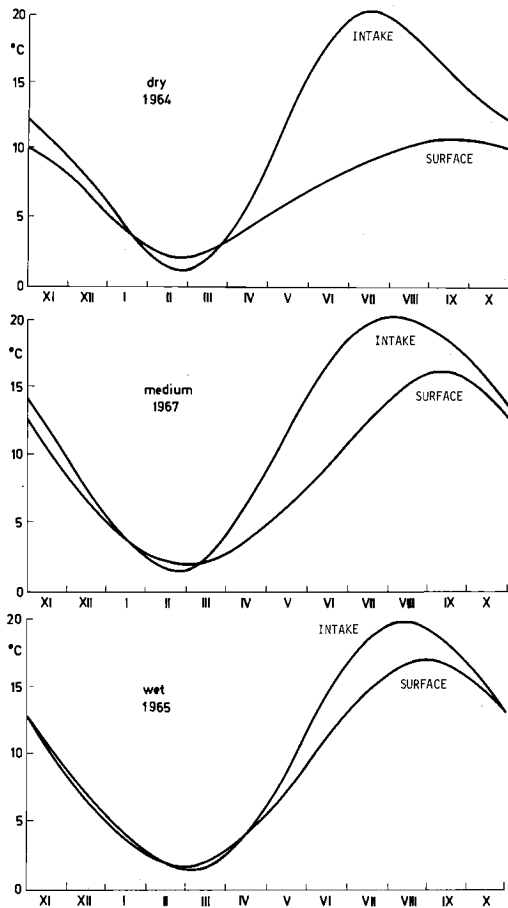 20
°C
INTAKE
15
dry
1964
10
SURFACE
5
0
XI XII I II III IV V VI VII VIII IX X
20
°C
INTAKE
15
medium
1967
SURFACE
10
5
0
XI XII I II III IV V VI VII VIII IX X
20
°C
INTAKE
15
wet
1965
SURFACE
10
5
0
XI XII I II III IV V VI VII VIII IX X